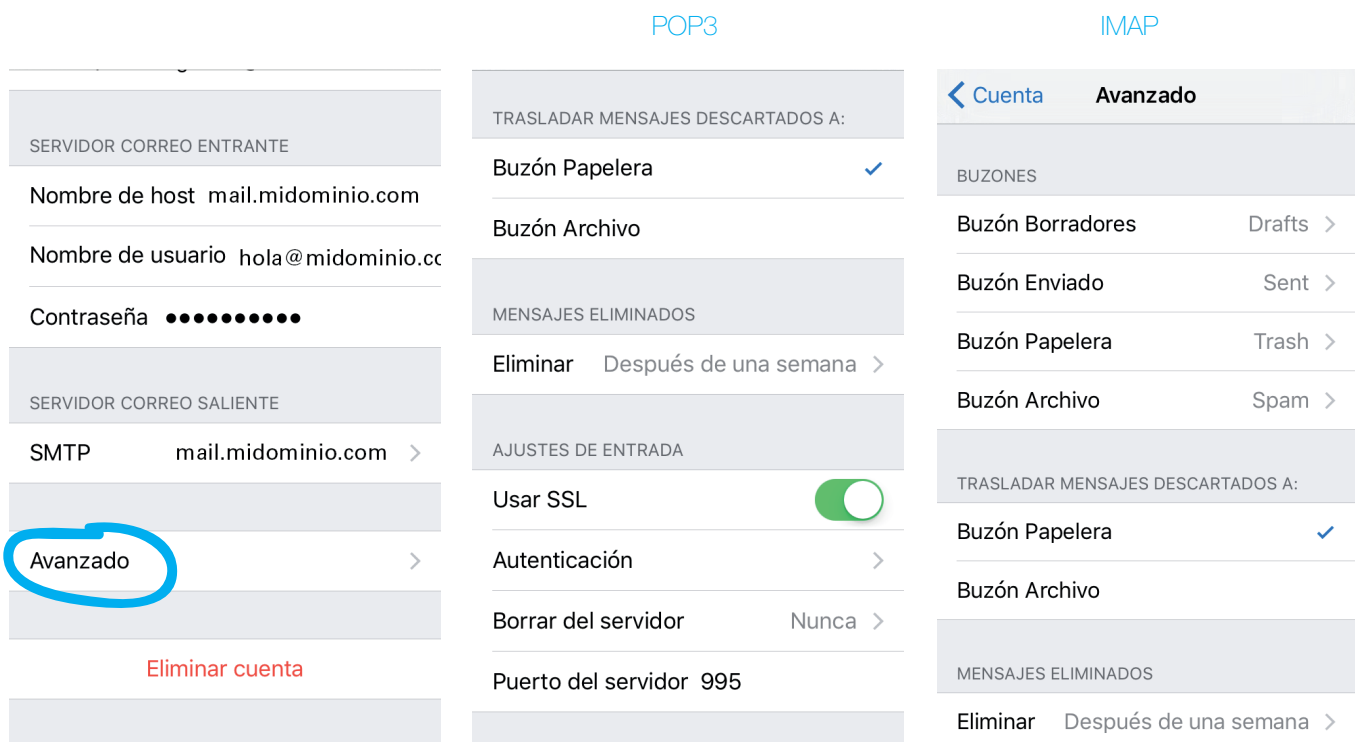 POP3
IMAP
SERVIDOR CORREO ENTRANTE
Nombre de host mail.midominio.com
Nombre de usuario hola@midominio.cc
Contraseña ●●●●●●●●●●
SERVIDOR CORREO SALIENTE
SMTP mail.midominio.com
Avanzado
Eliminar cuenta
TRASLADAR MENSAJES DESCARTADOS A:
Buzón Papelera
Buzón Archivo
MENSAJES ELIMINADOS
Eliminar Después de una semana
AJUSTES DE ENTRADA
Usar SSL
Autenticación
Borrar del servidor Nunca
Puerto del servidor 995
Cuenta Avanzado
BUZONES
Buzón Borradores Drafts
Buzón Enviado Sent
Buzón Papelera Trash
Buzón Archivo Spam
TRASLADAR MENSAJES DESCARTADOS A:
Buzón Papelera
Buzón Archivo
MENSAJES ELIMINADOS
Eliminar Después de una semana